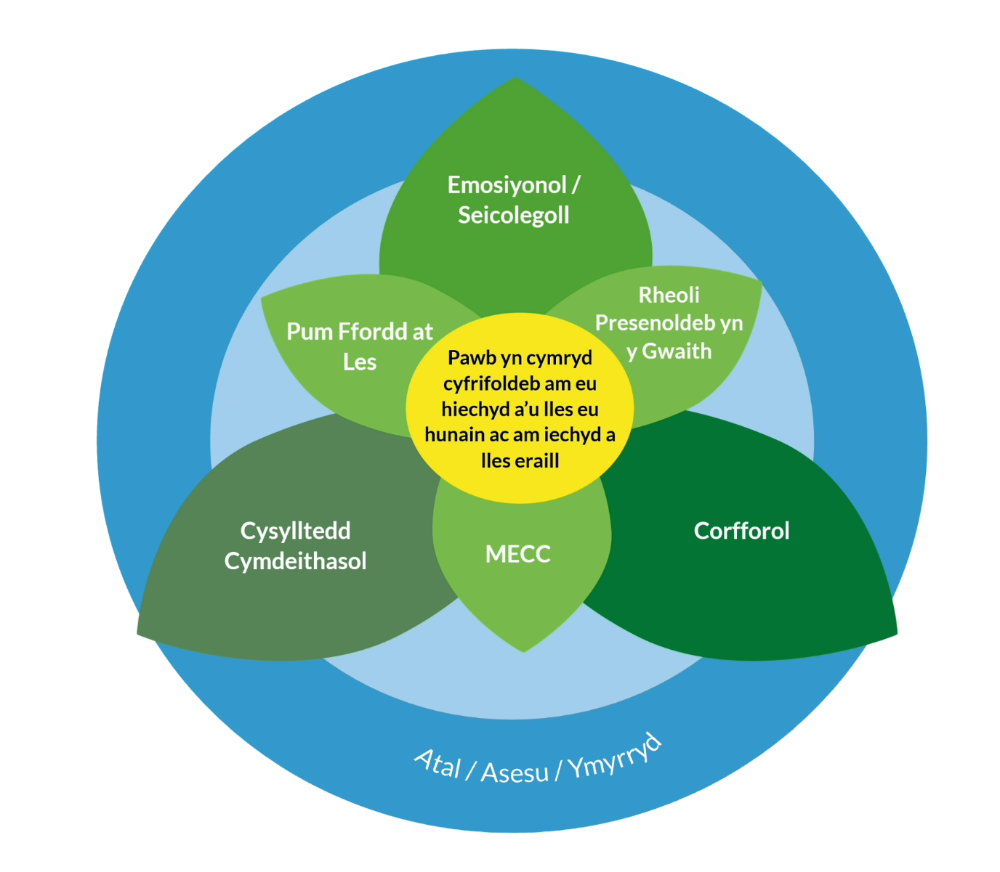 Emosiyonol /
Seicolegoll
Rheoli
Presenoldeb yn
y Gwaith
Pum Ffordd at
Les
Pawb yn cymryd
cyfrifoldeb am eu
hiechyd a’u lles eu
hunain ac am iechyd a
lles eraill
Cysylltedd
Cymdeithasol
MECC
Corfforol
Atal / Asesu / Ymyrryd